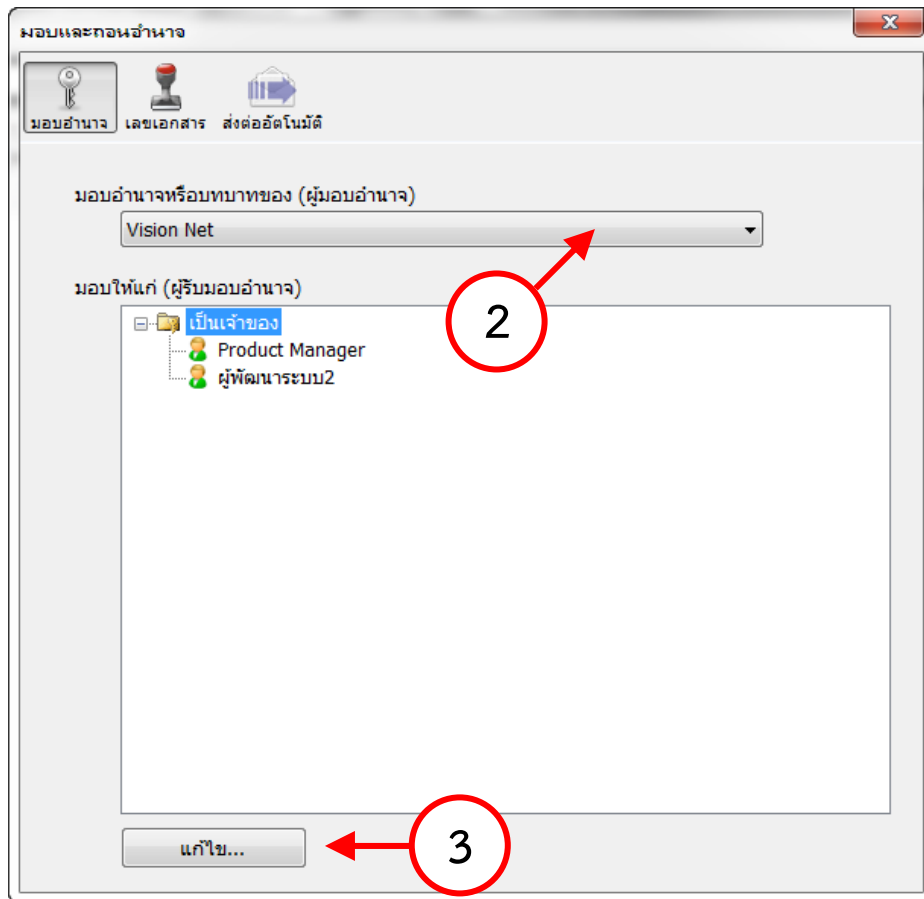 มอบและถอนอำนาจ
มอบอำนาจ เลขเอกสาร ส่งต่ออัตโนมัติ
มอบอำนาจหรือบทบาทของ (ผู้มอบอำนาจ)
Vision Net
มอบให้แก่ (ผู้รับมอบอำนาจ)
เป็นเจ้าของ
2
Product Manager
ผู้พัฒนาระบบ2
แก้ไข...
3